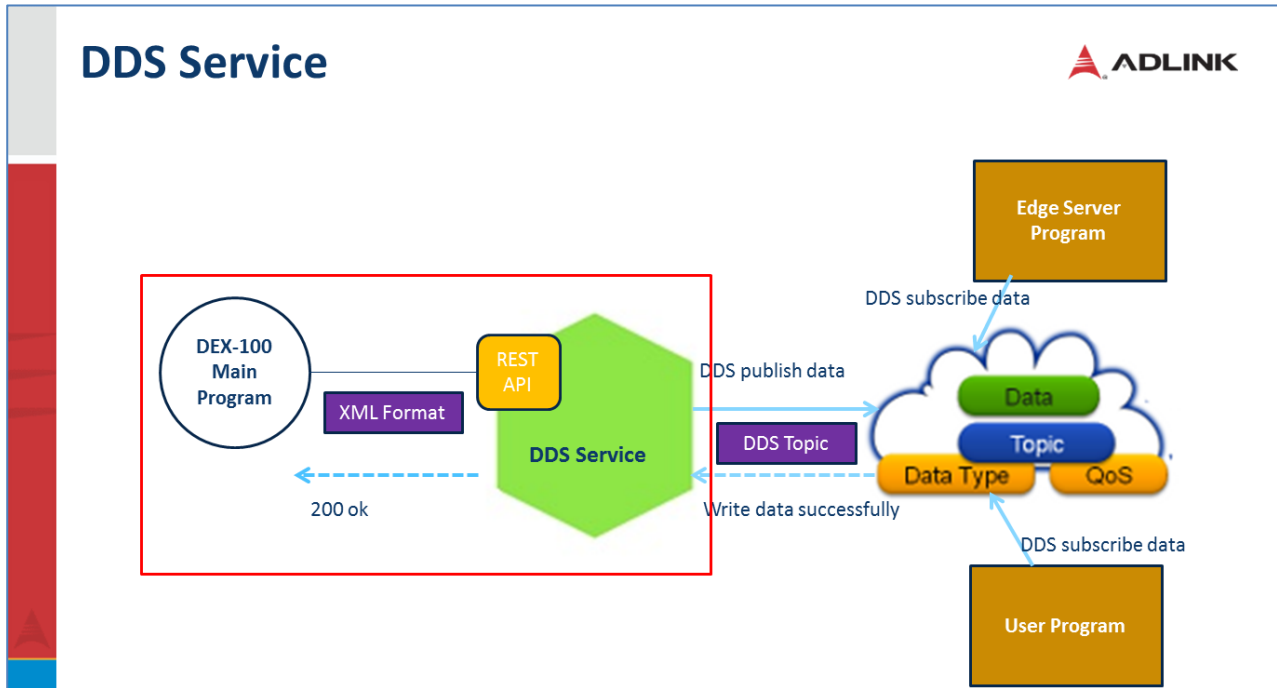 DDS Service
ADLINK
Edge Server
Program
DDS subscribe data
DEX-100
Main
Program
REST
API
XML Format
DDS Service
200 ok
DDS publish data
DDS Topic
Write data successfully
Data
Topic
Data Type
QoS
DDS subscribe data
User Program